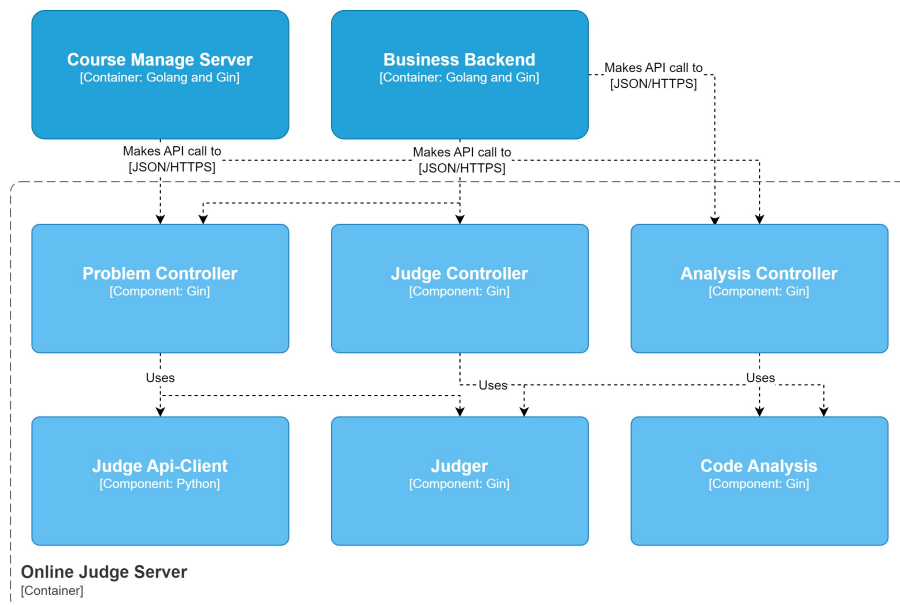 Course Manage Server
[Container: Golang and Gin]
Business Backend
[Container: Golang and Gin]
Makes API call to
[JSON/HTTPS]
Makes API call to
[JSON/HTTPS]
Makes API call to
[JSON/HTTPS]
Problem Controller
[Component: Gin]
Judge Controller
[Component: Gin]
Analysis Controller
[Component: Gin]
Uses
Uses
Uses
Judge Api-Client
[Component: Python]
Judger
[Component: Gin]
Code Analysis
[Component: Gin]
Online Judge Server
[Container]